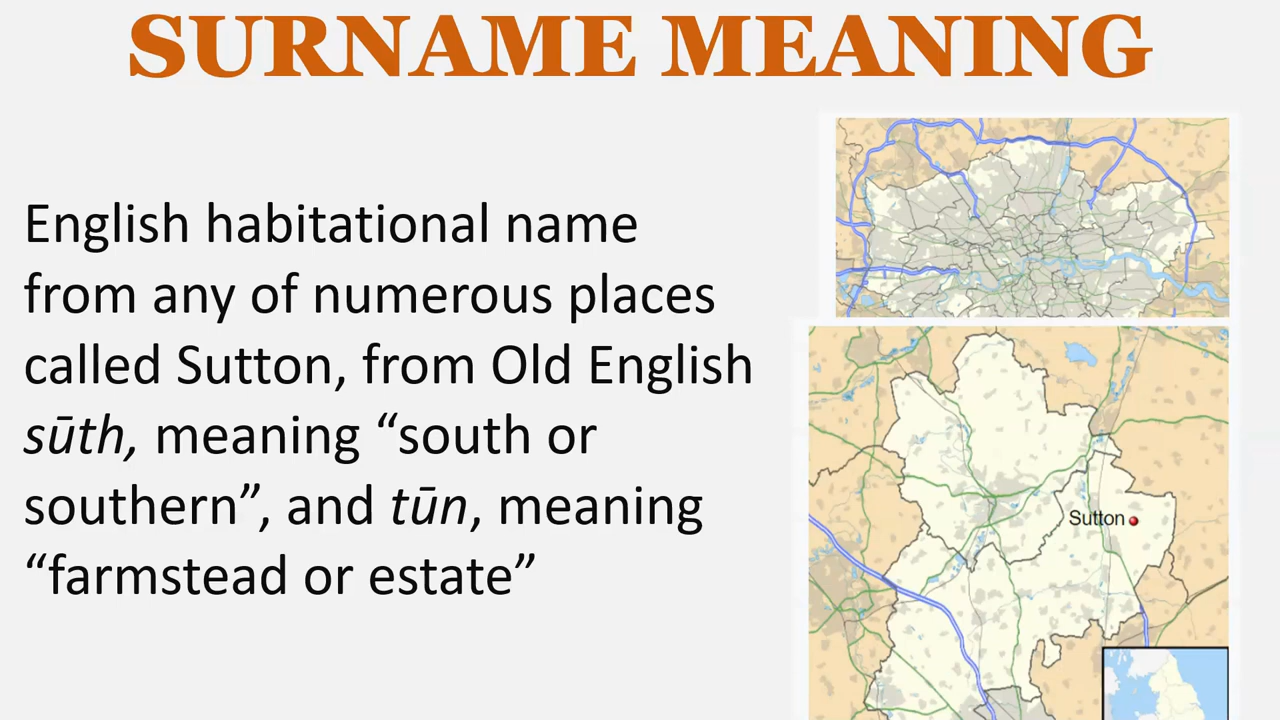 SURNAME MEANING
English habitational name
from any of numerous places
called Sutton, from Old English
sūth, meaning “south or
southern”, and tūn, meaning
“farmstead or estate”
Sutton